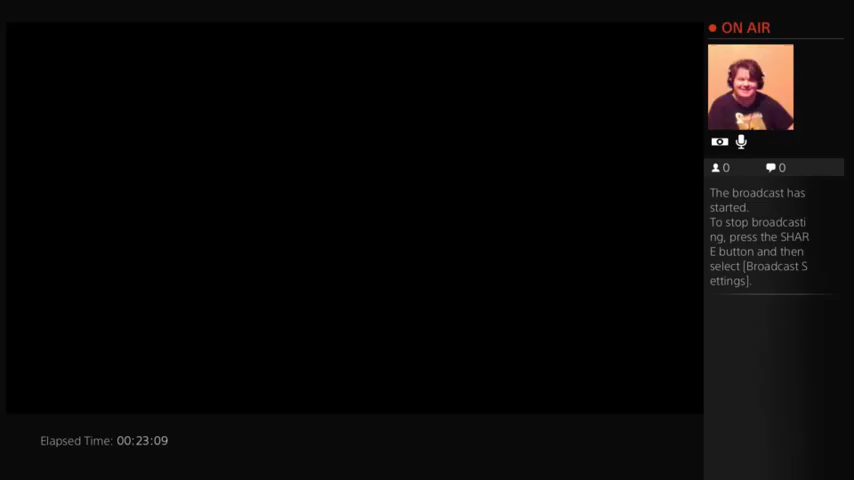 ON AIR
0 0
The broadcast has
started.
To stop broadcasti
ng, press the SHAR
E button and then
select [Broadcast S
ettings].
Elapsed Time: 00:23:09